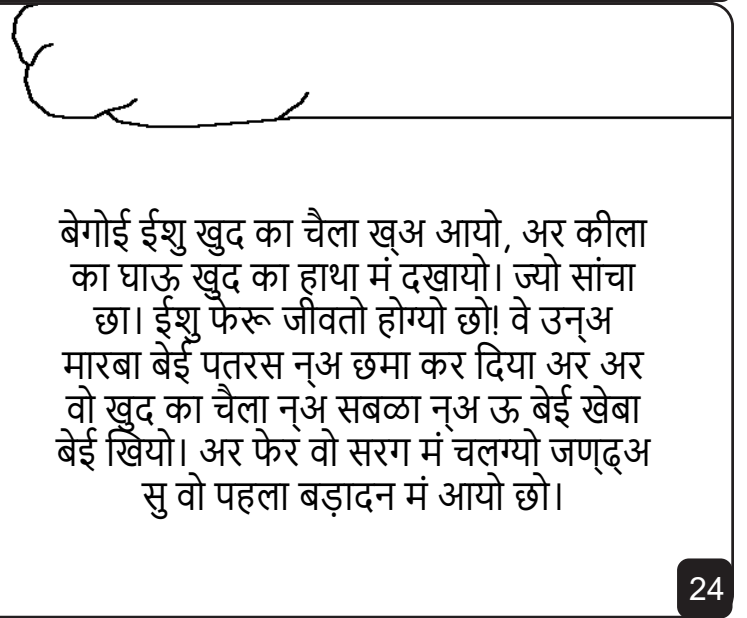 बेगोई ईशु खुद का चैला ख्अ आयो, अर कीला
का घाऊ खुद का हाथा मं दखायो। ज्यो सांचा
छा। ईशु फेरू जीवतो होग्यो छो! वे उन्अ
मारबा बेई पतरस न्अ छमा कर दिया अर अर
वो खुद का चैला न्अ सबळा न्अ ऊ बेई खेबा
बेई खियो। अर फेर वो सरग मं चलग्यो जण्ढ्अ
सु वो पहला बड़ादन मं आयो छो।
24